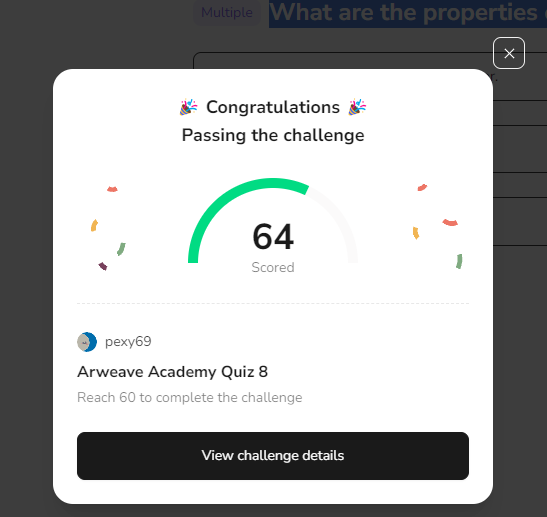 Multiple What are the properties
r.
Congratulations
Passing the challenge
64
Scored
pexy69
Arweave Academy Quiz 8
Reach 60 to complete the challenge
View challenge details